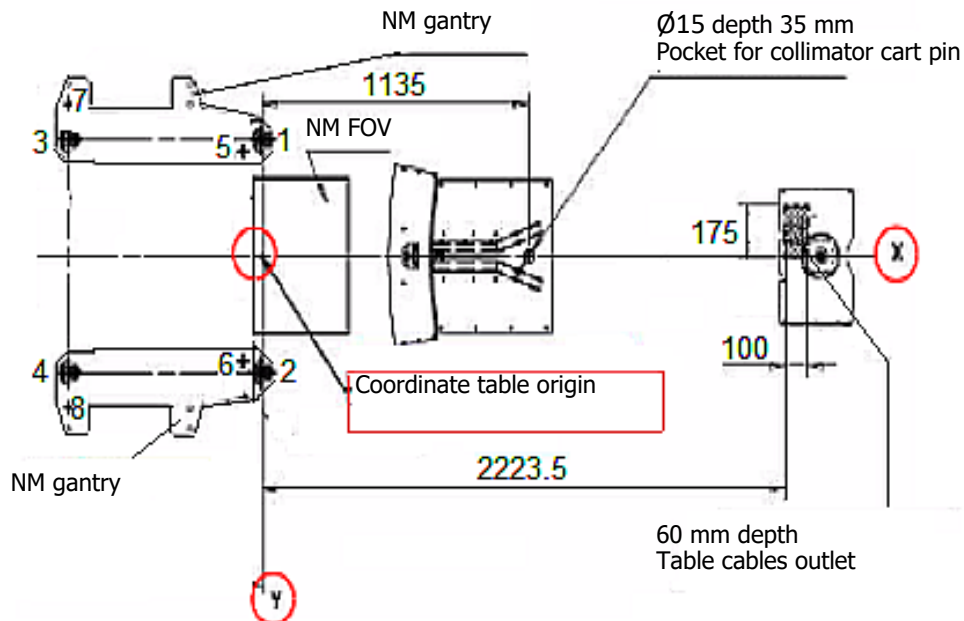 NM gantry
Ø15 depth 35 mm
Pocket for collimator cart pin
1135
7
NM FOV
3
5
1
175
X
100
4
6
2
Coordinate table origin
8
2223.5
NM gantry
60 mm depth
Table cables outlet
Y